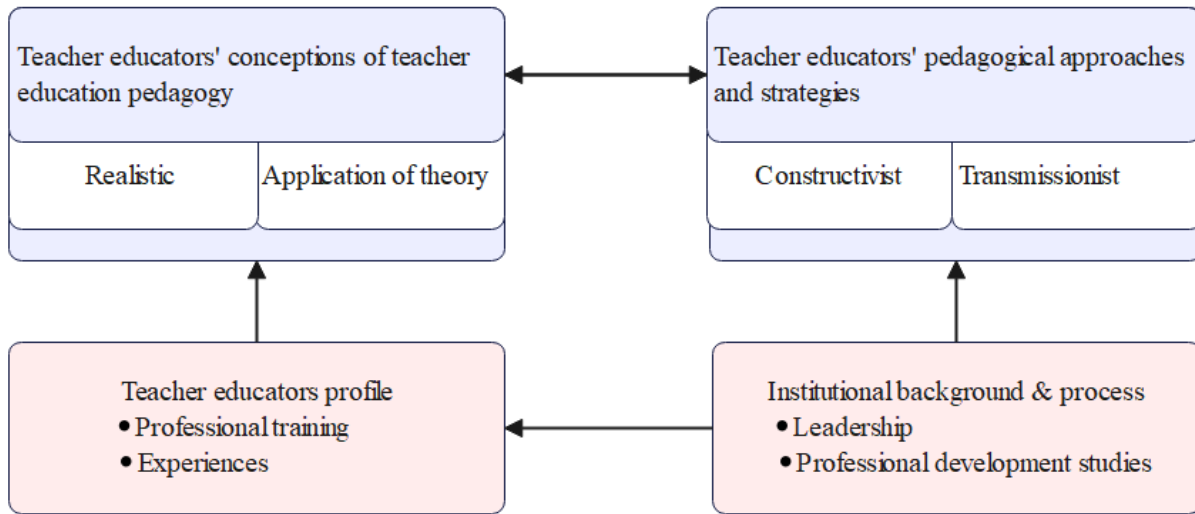 Teacher educators' conceptions of teacher
education pedagogy
Realistic
Application of theory
Teacher educators' pedagogical approaches
and strategies
Constructivist
Transmissionist
Teacher educators profile
• Professional training
• Experiences
Institutional background & process
• Leadership
• Professional development studies